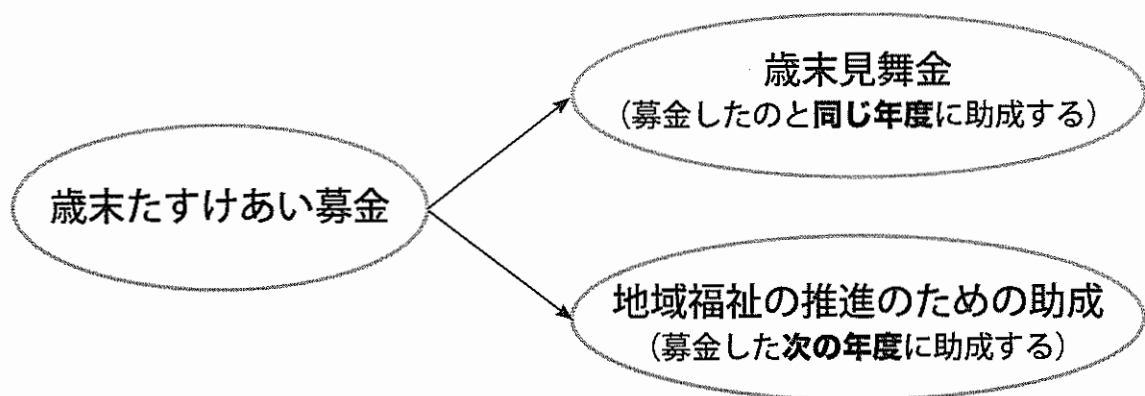 歳末見舞金
（募金したのと同じ年度に助成する）
歳末たすけあい募金
地域福祉の推進のための助成
（募金した次の年度に助成する）